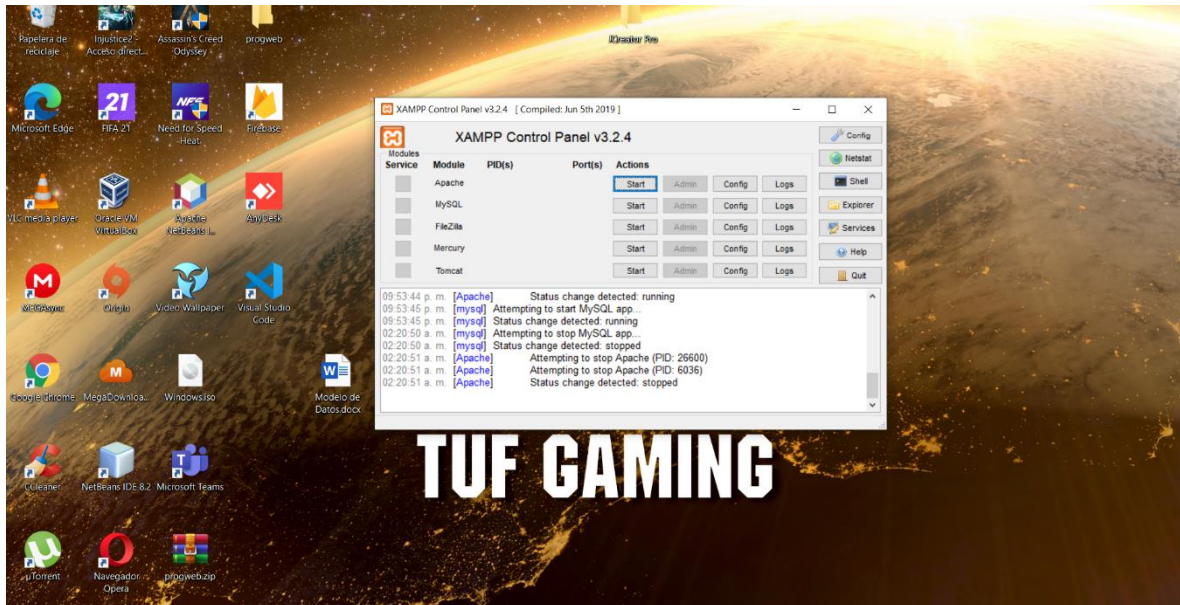 Papelera de
reciclaje
Injustice2 -
Acceso direct...
Assassin's Creed
Odyssey
progweb
JCreator Pro
Microsoft Edge
21
FIFA 21
NFS
Need for Speed
Heat
Firebase
VLC media player
Oracle VM
VirtualBox
Apache
NetBeans I...
AnyDesk
M
MEGAsync
Origin
Video Wallpaper
Visual Studio
Code
Google Chrome
M
MegaDownloa...
Windows.iso
W
Modelo de
Datos.docx
CCleaner
NetBeans IDE 8.2
T
Microsoft Teams
µTorrent
Navegador
Opera
progweb.zip
XAMPP Control Panel v3.2.4 [ Compiled: Jun 5th 2019 ]
XAMPP Control Panel v3.2.4
Modules
Service Module PID(s) Port(s) Actions
Apache Start Admin Config Logs
MySQL Start Admin Config Logs
FileZilla Start Admin Config Logs
Mercury Start Admin Config Logs
Tomcat Start Admin Config Logs
Config
Netstat
Shell
Explorer
Services
Help
Quit
09:53:44 p. m. [Apache] Status change detected: running
09:53:45 p. m. [mysql] Attempting to start MySQL app...
09:53:45 p. m. [mysql] Status change detected: running
02:20:50 a. m. [mysql] Attempting to stop MySQL app...
02:20:50 a. m. [mysql] Status change detected: stopped
02:20:51 a. m. [Apache] Attempting to stop Apache (PID: 26600)
02:20:51 a. m. [Apache] Attempting to stop Apache (PID: 6036)
02:20:51 a. m. [Apache] Status change detected: stopped
TUF GAMING